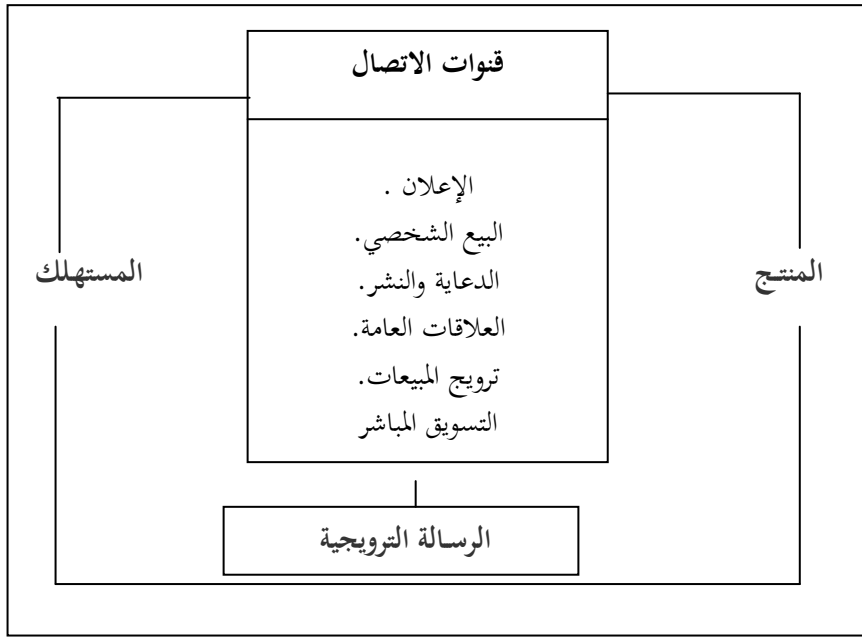 قنوات الاتصال
الإعلان .
البيع الشخصي.
الدعاية والنشر.
العلاقات العامة.
ترويج المبيعات.
التسويق المباشر
المنتج
المستهلك
الرسالة الترويجية